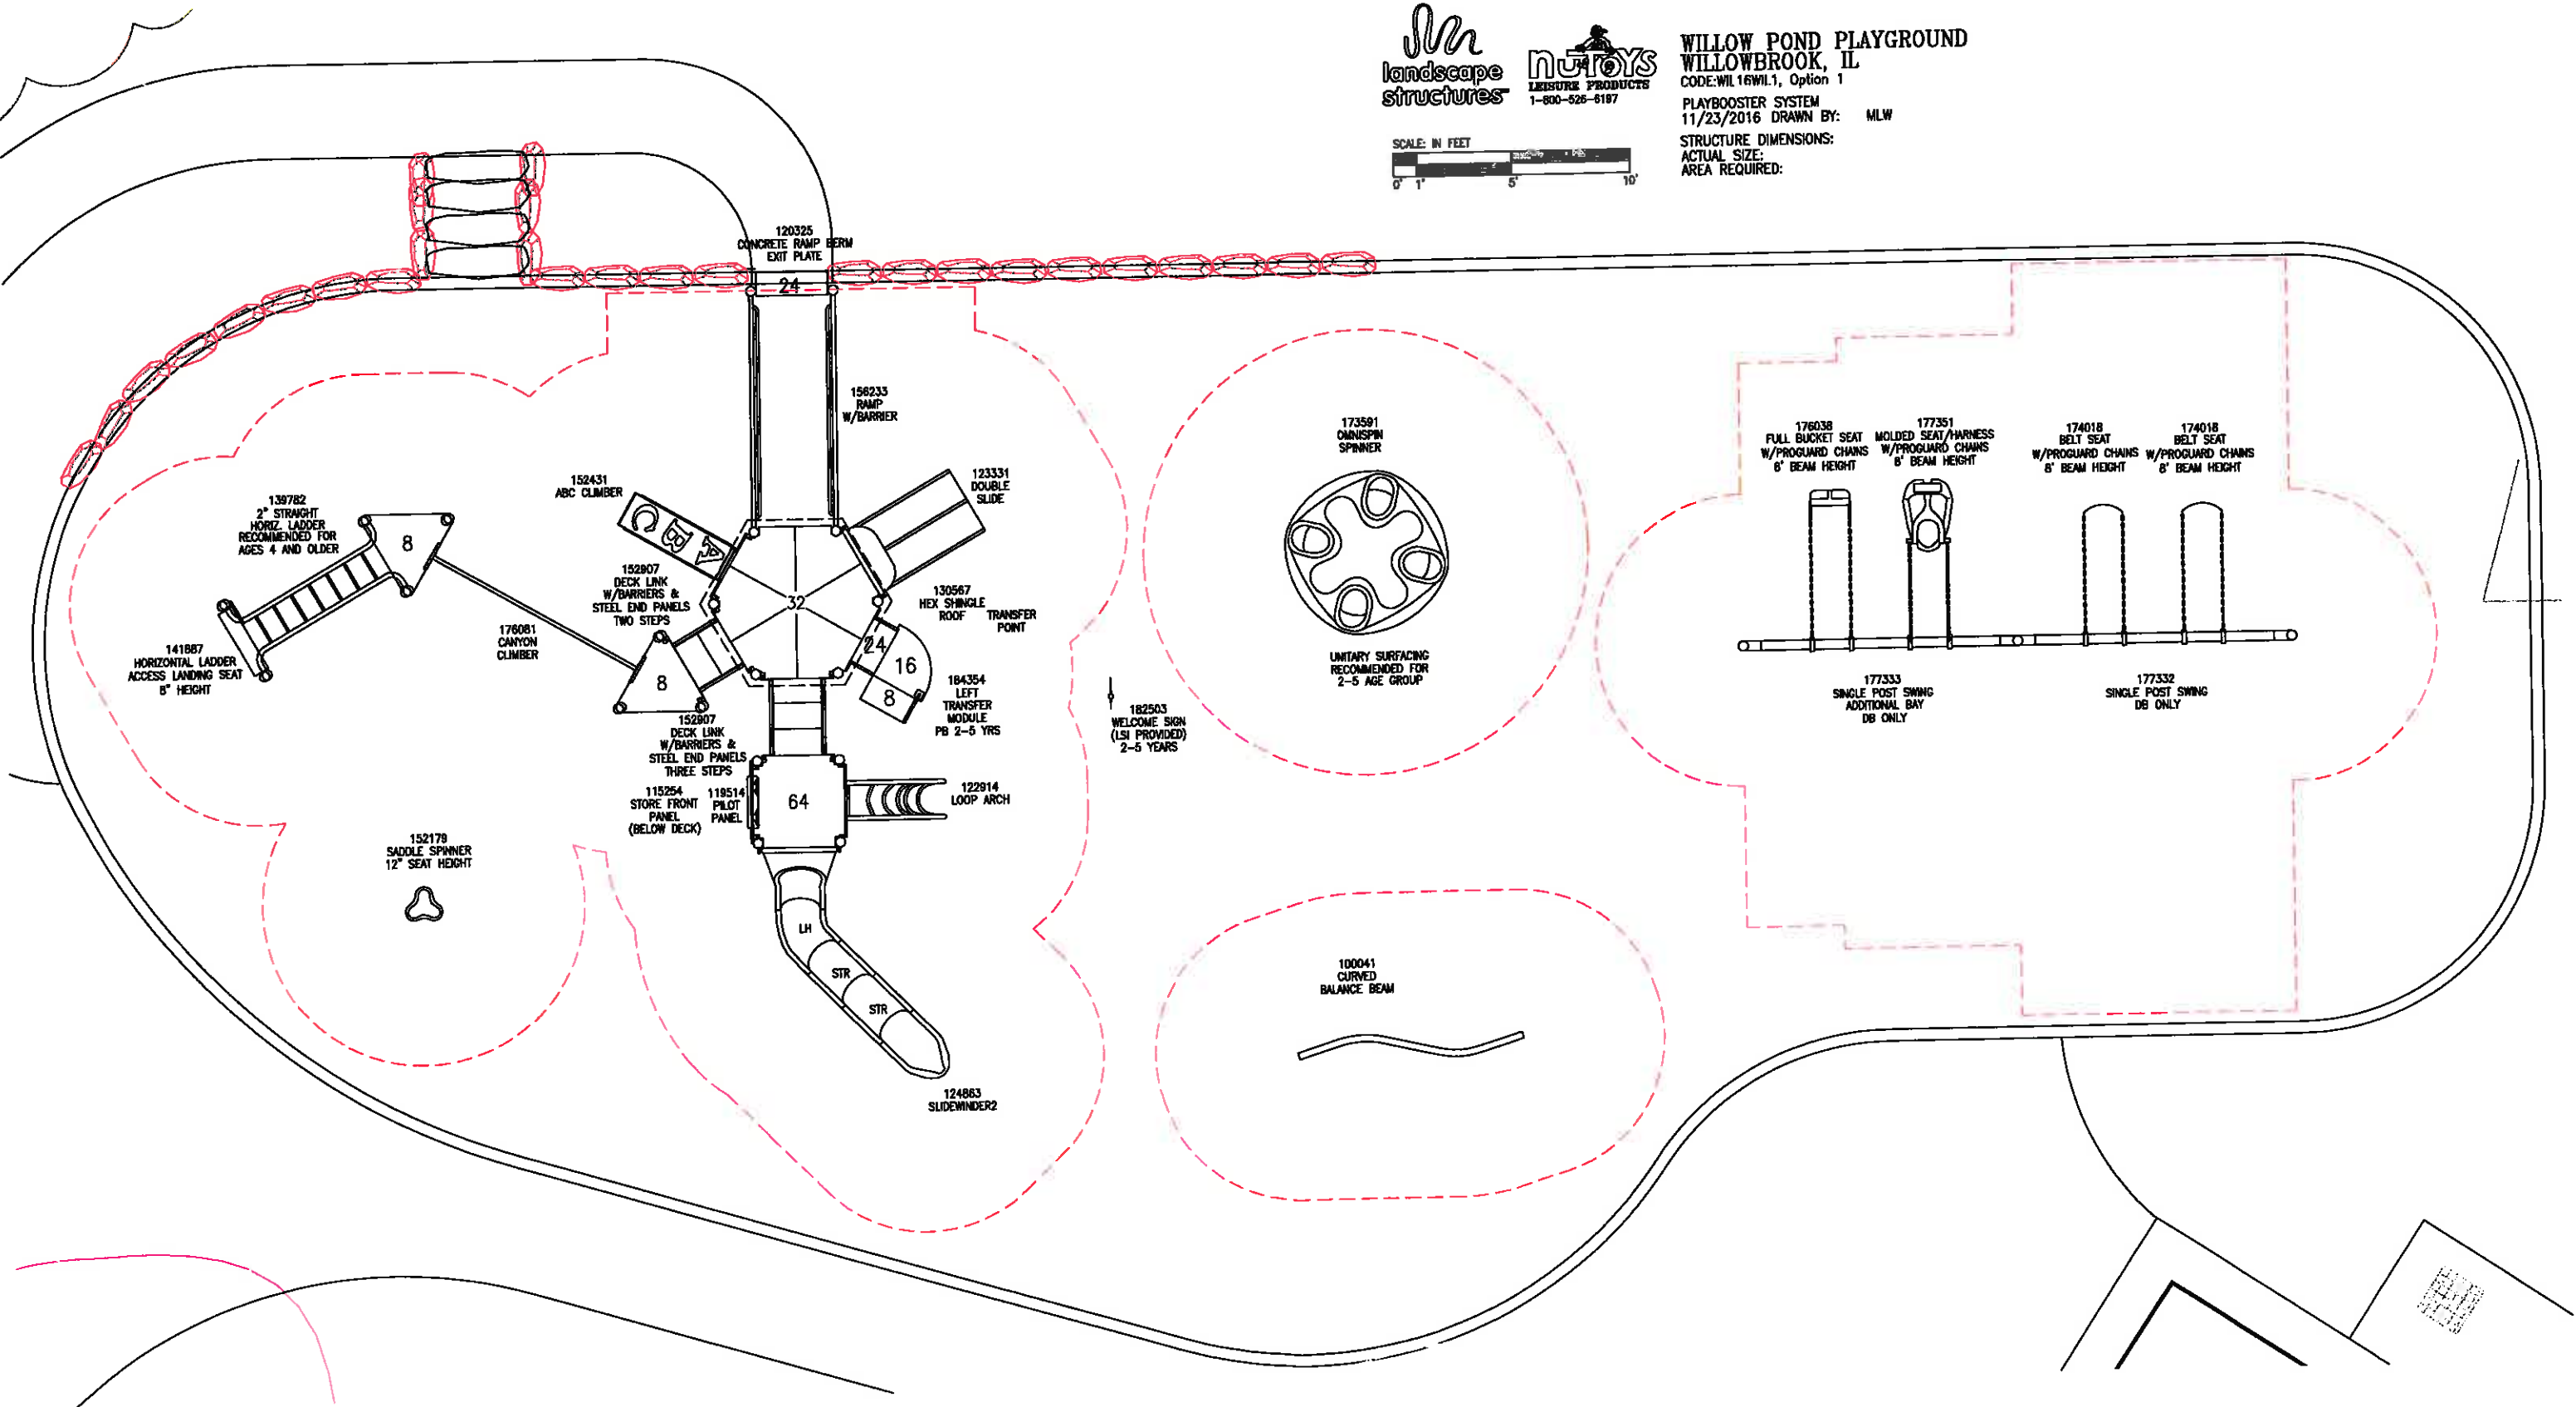 landscape
structures
nuToys
LEISURE PRODUCTS
1-800-526-6197
WILLOW POND PLAYGROUND
WILLOWBROOK, IL
CODE:WIL16WIL1, Option 1
PLAYBOOSTER SYSTEM
11/23/2016 DRAWN BY: MLW
STRUCTURE DIMENSIONS:
ACTUAL SIZE:
AREA REQUIRED:
SCALE: IN FEET
0' 1' 5' 10'
120325
CONCRETE RAMP BERM
EXIT PLATE
24
156233
RAMP
W/BARRIER
152431
ABC CLIMBER
A B C
123331
DOUBLE
SLIDE
139782
2" STRAIGHT
HORIZ. LADDER
RECOMMENDED FOR
AGES 4 AND OLDER
8
152907
DECK LINK
W/BARRIERS &
STEEL END PANELS
TWO STEPS
32
130567
HEX SHINGLE
ROOF
TRANSFER
POINT
176081
CANYON
CLIMBER
141887
HORIZONTAL LADDER
ACCESS LANDING SEAT
8" HEIGHT
8
24
16
8
184354
LEFT
TRANSFER
MODULE
PB 2-5 YRS
182503
WELCOME SIGN
(LSI PROVIDED)
2-5 YEARS
152907
DECK LINK
W/BARRIERS &
STEEL END PANELS
THREE STEPS
115254
STORE FRONT
PANEL
(BELOW DECK)
119514
PILOT
PANEL
64
122914
LOOP ARCH
152179
SADDLE SPINNER
12" SEAT HEIGHT
LH
STR
STR
124863
SLIDEWINDER2
173591
OMNISPIN
SPINNER
UNITARY SURFACING
RECOMMENDED FOR
2-5 AGE GROUP
100041
CURVED
BALANCE BEAM
176038
FULL BUCKET SEAT
W/PROGUARD CHAINS
8' BEAM HEIGHT
177351
MOLDED SEAT/HARNESS
W/PROGUARD CHAINS
8' BEAM HEIGHT
174018
BELT SEAT
W/PROGUARD CHAINS
8' BEAM HEIGHT
174018
BELT SEAT
W/PROGUARD CHAINS
8' BEAM HEIGHT
177333
SINGLE POST SWING
ADDITIONAL BAY
DB ONLY
177332
SINGLE POST SWING
DB ONLY